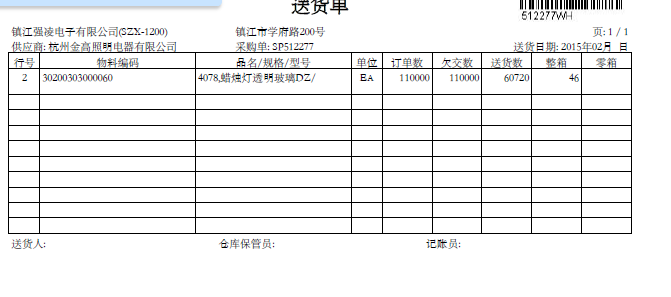 送货单
512277WH
镇江强凌电子有限公司(SZX-1200) 镇江市学府路200号 页: 1 / 1
供应商: 杭州金高照明电器有限公司 采购单: SP512277 送货日期: 2015年02月 日
行号 物料编码 品名/规格/型号 单位 订单数 欠交数 送货数 整箱 零箱
2 30200303000060 4078,蜡烛灯透明玻璃DZ/ EA 110000 110000 60720 46
送货人: 仓库保管员: 记账员: